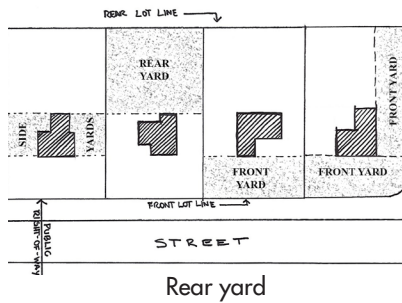 REAR LOT LINE
REAR
YARD
SIDE
YARDS
FRONT
YARD
FRONT YARD
FRONT YARD
FRONT LOT LINE
PUBLIC
RIGHT-OF-WAY
STREET
Rear yard